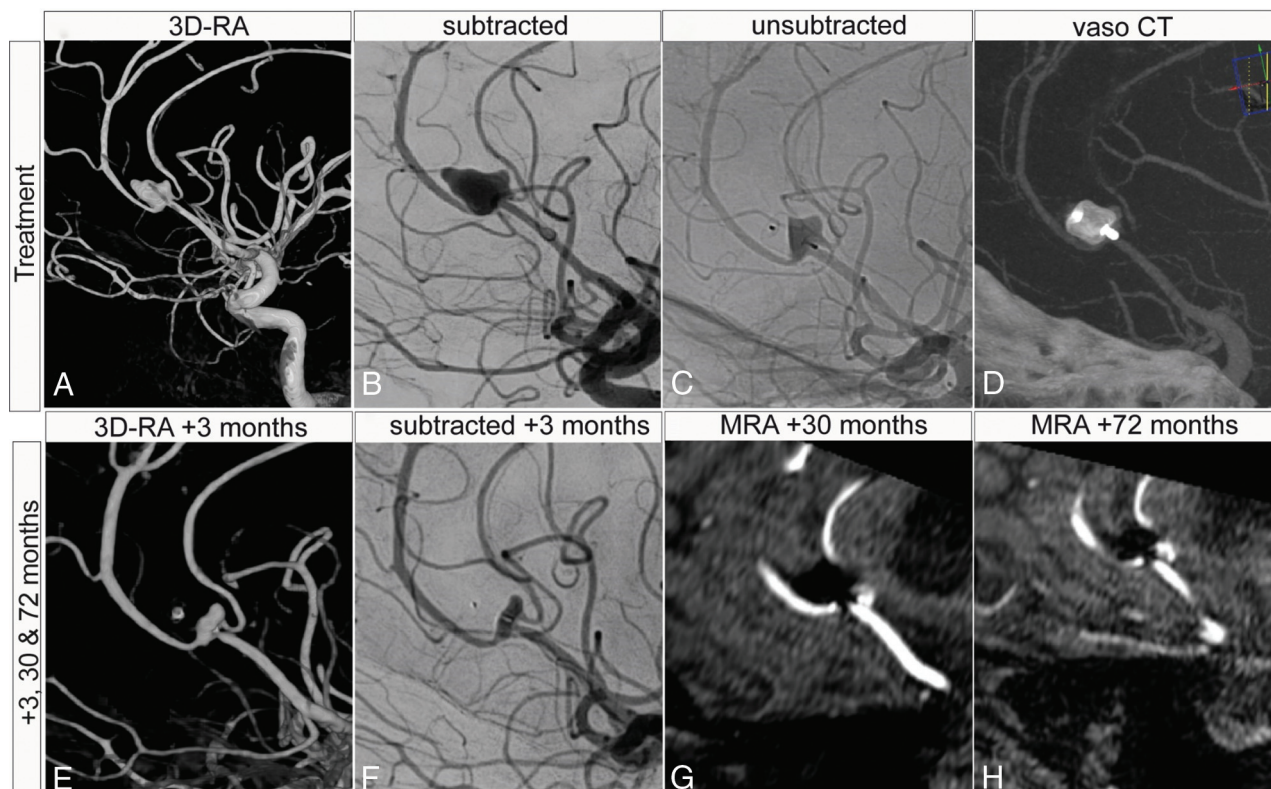 3D-RA
subtracted
unsubtracted
vaso CT
Treatment
A
B
C
D
3D-RA +3 months
subtracted +3 months
MRA +30 months
MRA +72 months
+3, 30 & 72 months
E
F
G
H